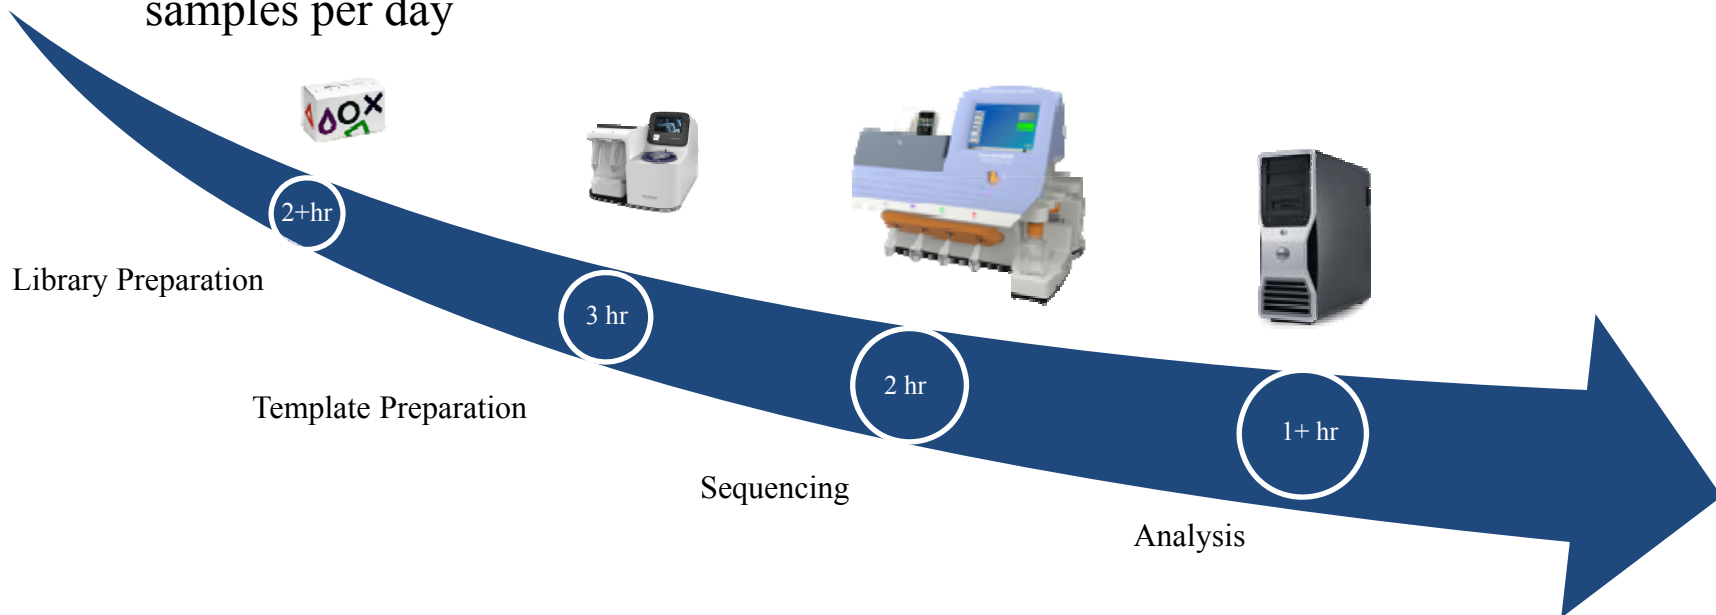 samples per day
2+hr
Library Preparation
3 hr
Template Preparation
2 hr
Sequencing
1+ hr
Analysis